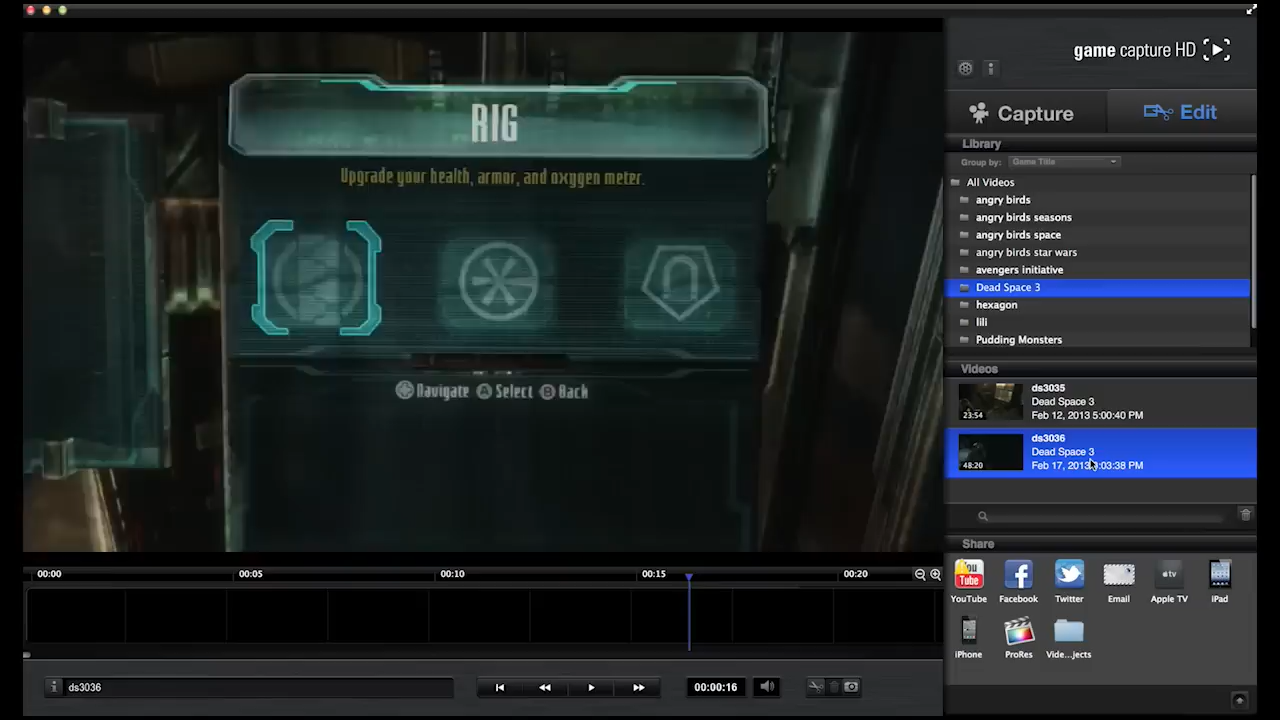 game capture HD
Capture
Edit
Library
Group by: Game Title
All Videos
angry birds
angry birds seasons
angry birds space
angry birds star wars
avengers initiative
Dead Space 3
hexagon
lili
Pudding Monsters
Videos
ds3035
Dead Space 3
Feb 12, 2013 5:00:40 PM
23:54
ds3036
Dead Space 3
Feb 17, 2013 :03:38 PM
48:20
Share
You Tube
YouTube
Facebook
Twitter
Email
tv
Apple TV
iPad
iPhone
ProRes
Vide...jects
RIG
Upgrade your health, armor, and oxygen meter.
Navigate A Select B Back
00:00
00:05
00:10
00:15
00:20
ds3036
00:00:16